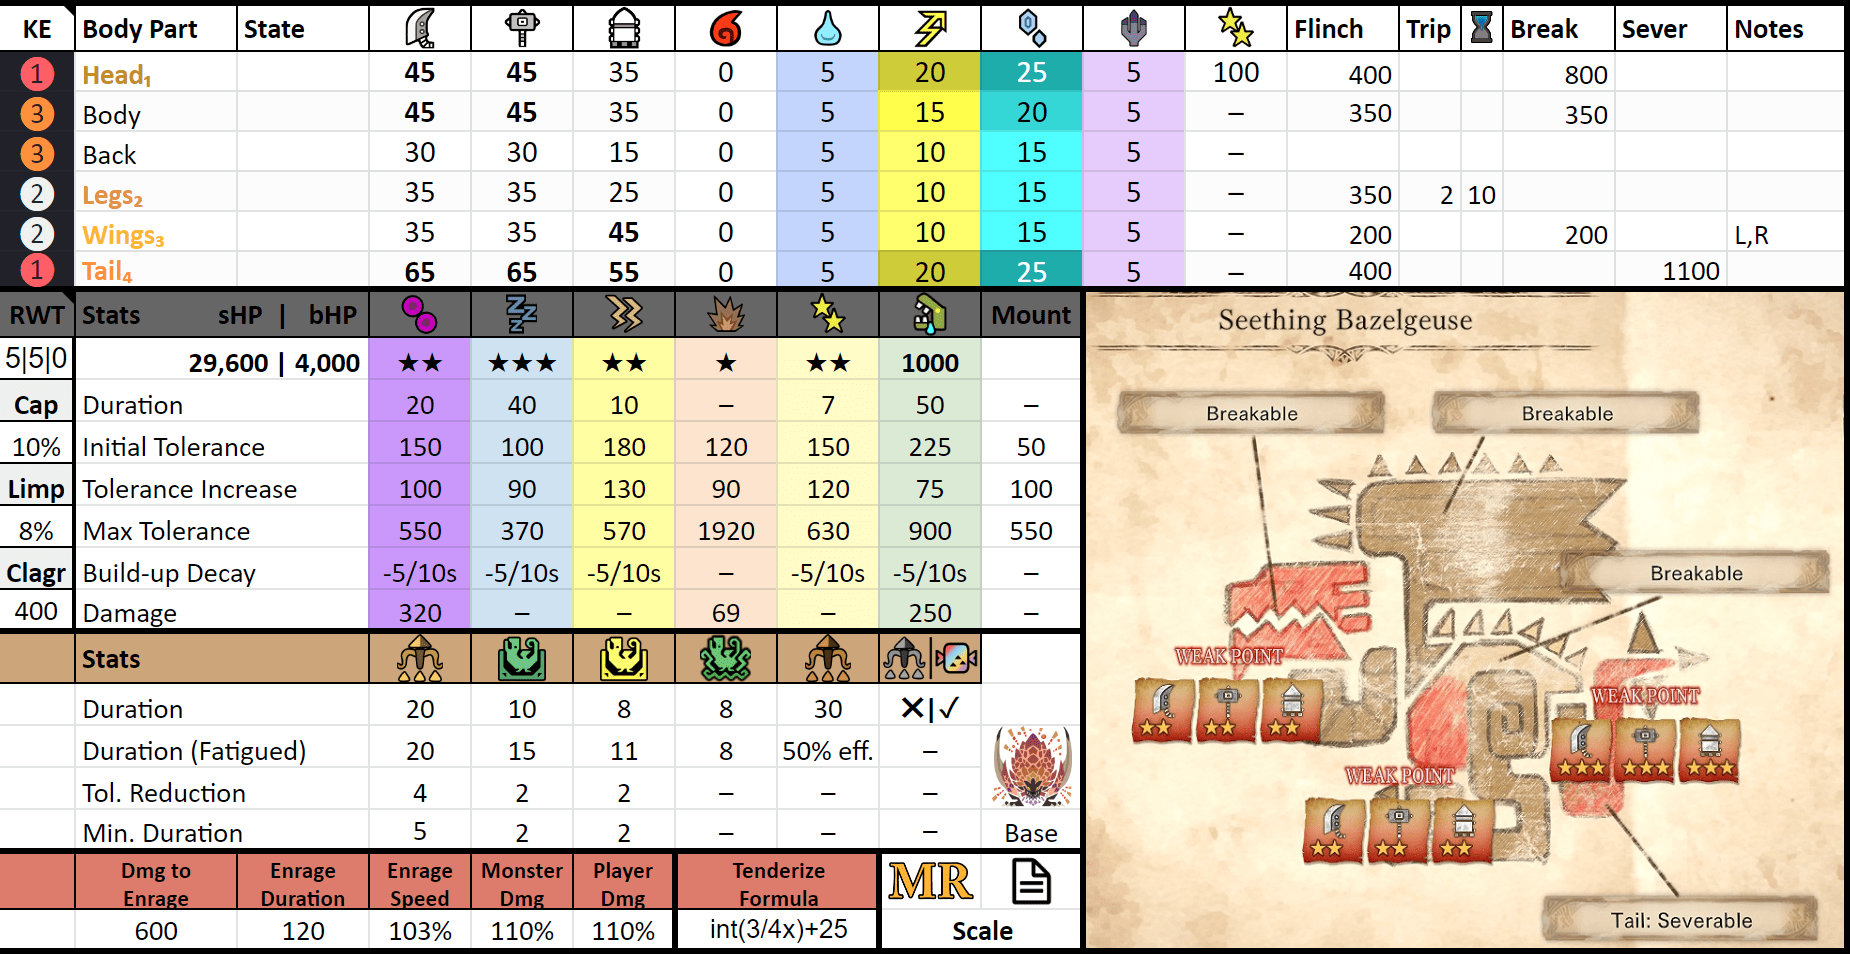 KE Body Part State Flinch Trip Break Sever Notes
1 Head₁ 45 45 35 0 5 20 25 5 100 400 800
3 Body 45 45 35 0 5 15 20 5 – 350 350
3 Back 30 30 15 0 5 10 15 5 –
2 Legs₂ 35 35 25 0 5 10 15 5 – 350 2 10
2 Wings₃ 35 35 45 0 5 10 15 5 – 200 200 L,R
1 Tail₄ 65 65 55 0 5 20 25 5 – 400 1100
RWT Stats sHP | bHP Mount
5|5|0 29,600 | 4,000 ★★ ★★★ ★★ ★ ★★ 1000
Cap Duration 20 40 10 – 7 50 –
10% Initial Tolerance 150 100 180 120 150 225 50
Limp Tolerance Increase 100 90 130 90 120 75 100
8% Max Tolerance 550 370 570 1920 630 900 550
Clagr Build-up Decay -5/10s -5/10s -5/10s – -5/10s -5/10s –
400 Damage 320 – – 69 – 250 –
Stats
Duration 20 10 8 8 30 ✕|✓
Duration (Fatigued) 20 15 11 8 50% eff. –
Tol. Reduction 4 2 2 – – –
Min. Duration 5 2 2 – – – Base
Dmg to Enrage Enrage Monster Player Tenderize MR
Enrage Duration Speed Dmg Dmg Formula
600 120 103% 110% 110% int(3/4x)+25 Scale
Seething Bazelgeuse
Breakable Breakable
Breakable
WEAK POINT
WEAK POINT
WEAK POINT
Tail: Severable